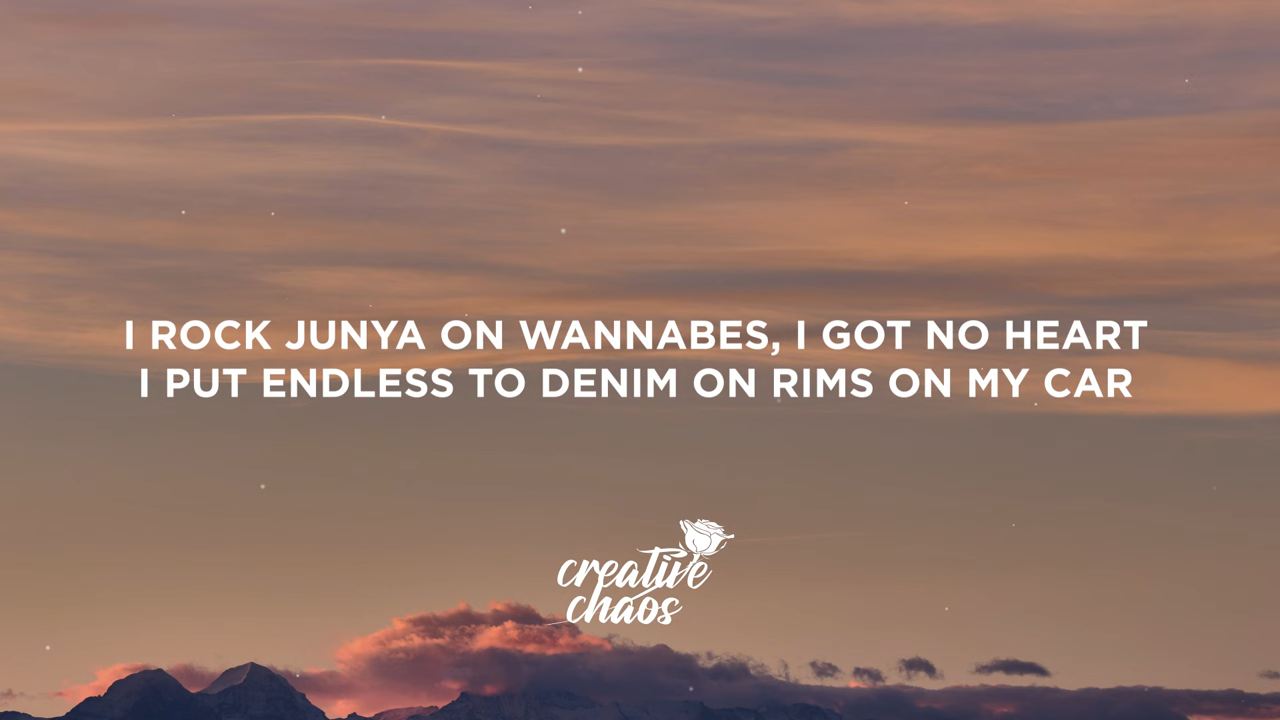 I ROCK JUNYA ON WANNABES, I GOT NO HEART
I PUT ENDLESS TO DENIM ON RIMS ON MY CAR
creative
chaos